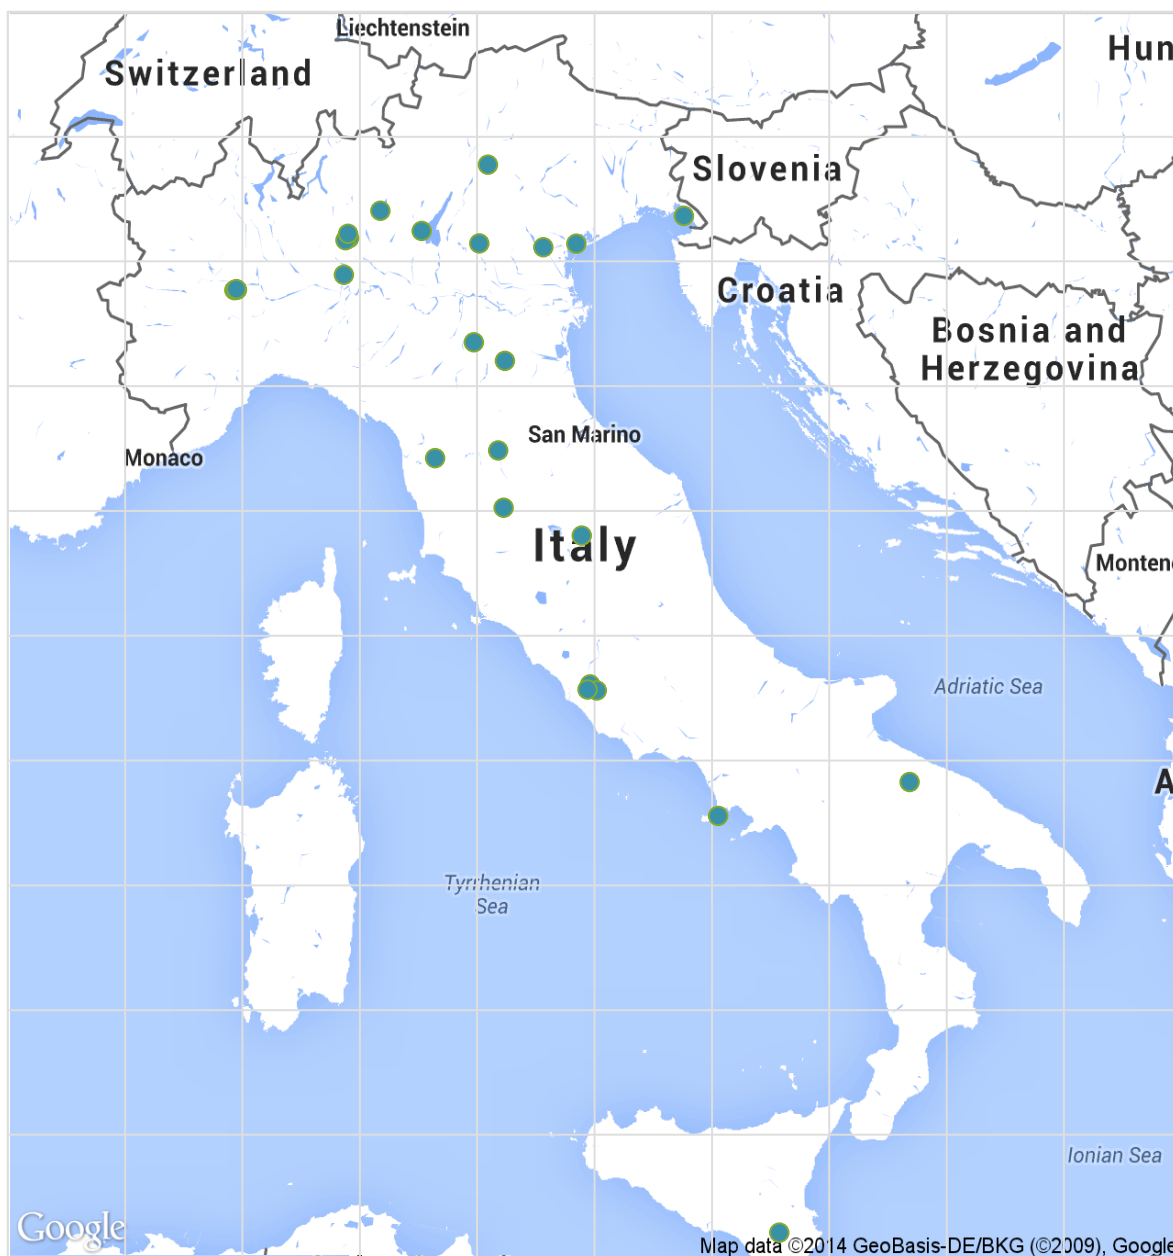 Liechtenstein
Switzerland
Hun
Slovenia
Croatia
Bosnia and
Herzegovina
San Marino
Monaco
Italy
Monten
Adriatic Sea
A
Tyrrhenian
Sea
Ionian Sea
Google
Map data ©2014 GeoBasis-DE/BKG (©2009), Google